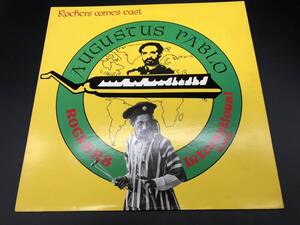 Rockers comes east
AUGUSTUS PABLO
ROCKERS
International